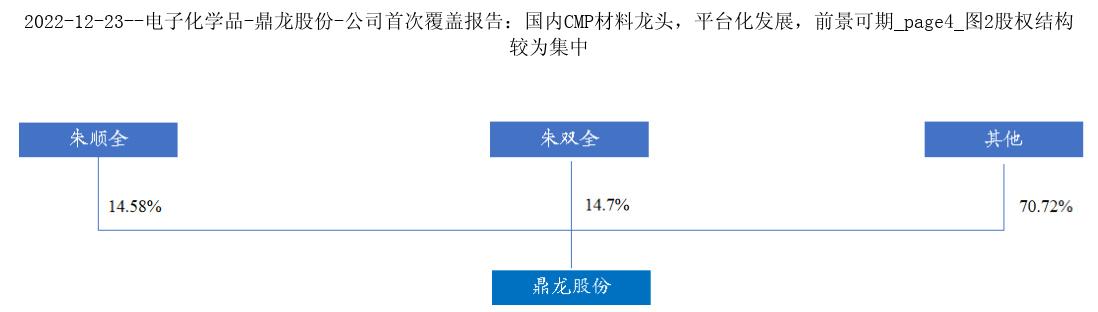 2022-12-23--电子化学品-鼎龙股份-公司首次覆盖报告：国内CMP材料龙头，平台化发展，前景可期_page4_图2股权结构
较为集中
朱顺全
朱双全
其他
14.58%
14.7%
70.72%
鼎龙股份